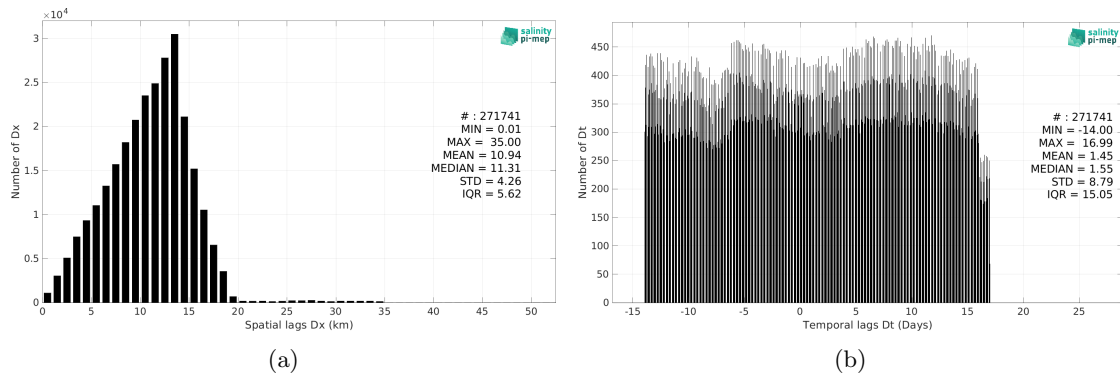 ×10⁴
3
2.5
2
1.5
1
0.5
0
Number of Dx
0 5 10 15 20 25 30 35 40 45 50
Spatial lags Dx (km)
salinity
pi-mep
# : 271741
MIN = 0.01
MAX = 35.00
MEAN = 10.94
MEDIAN = 11.31
STD = 4.26
IQR = 5.62
(a)
450
400
350
300
250
200
150
100
50
0
Number of Dt
-15 -10 -5 0 5 10 15 20 25
Temporal lags Dt (Days)
salinity
pi-mep
# : 271741
MIN = -14.00
MAX = 16.99
MEAN = 1.45
MEDIAN = 1.55
STD = 8.79
IQR = 15.05
(b)